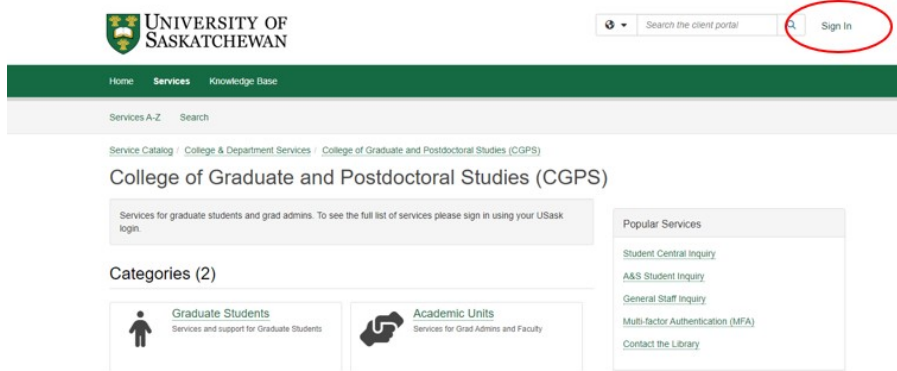 UNIVERSITY OF
SASKATCHEWAN
Search the client portal
Sign In
Home Services Knowledge Base
Services A-Z Search
Service Catalog / College & Department Services / College of Graduate and Postdoctoral Studies (CGPS)
College of Graduate and Postdoctoral Studies (CGPS)
Services for graduate students and grad admins. To see the full list of services please sign in using your USask
login.
Categories (2)
Graduate Students
Services and support for Graduate Students
Academic Units
Services for Grad Admins and Faculty
Popular Services
Student Central Inquiry
A&S Student Inquiry
General Staff Inquiry
Multi-factor Authentication (MFA)
Contact the Library